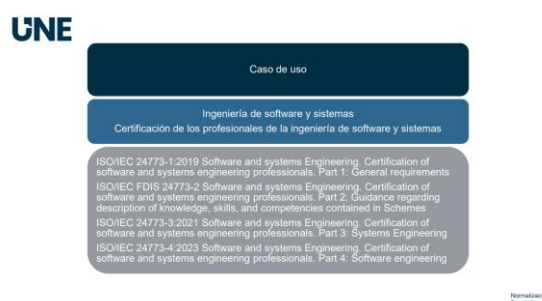 UNE
Caso de uso
Ingeniería de software y sistemas
Certificación de los profesionales de la ingeniería de software y sistemas
ISO/IEC 24773-1:2019 Software and systems Engineering. Certification of
software and systems engineering professionals. Part 1: General requirements
ISO/IEC FDIS 24773-2 Software and systems Engineering. Certification of
software and systems engineering professionals. Part 2: Guidance regarding
description of knowledge, skills, and competencies contained in Schemes
ISO/IEC 24773-3:2021 Software and systems Engineering. Certification of
software and systems engineering professionals. Part 3: Systems Engineering
ISO/IEC 24773-4:2023 Software and systems Engineering. Certification of
software and systems engineering professionals. Part 4: Software engineering